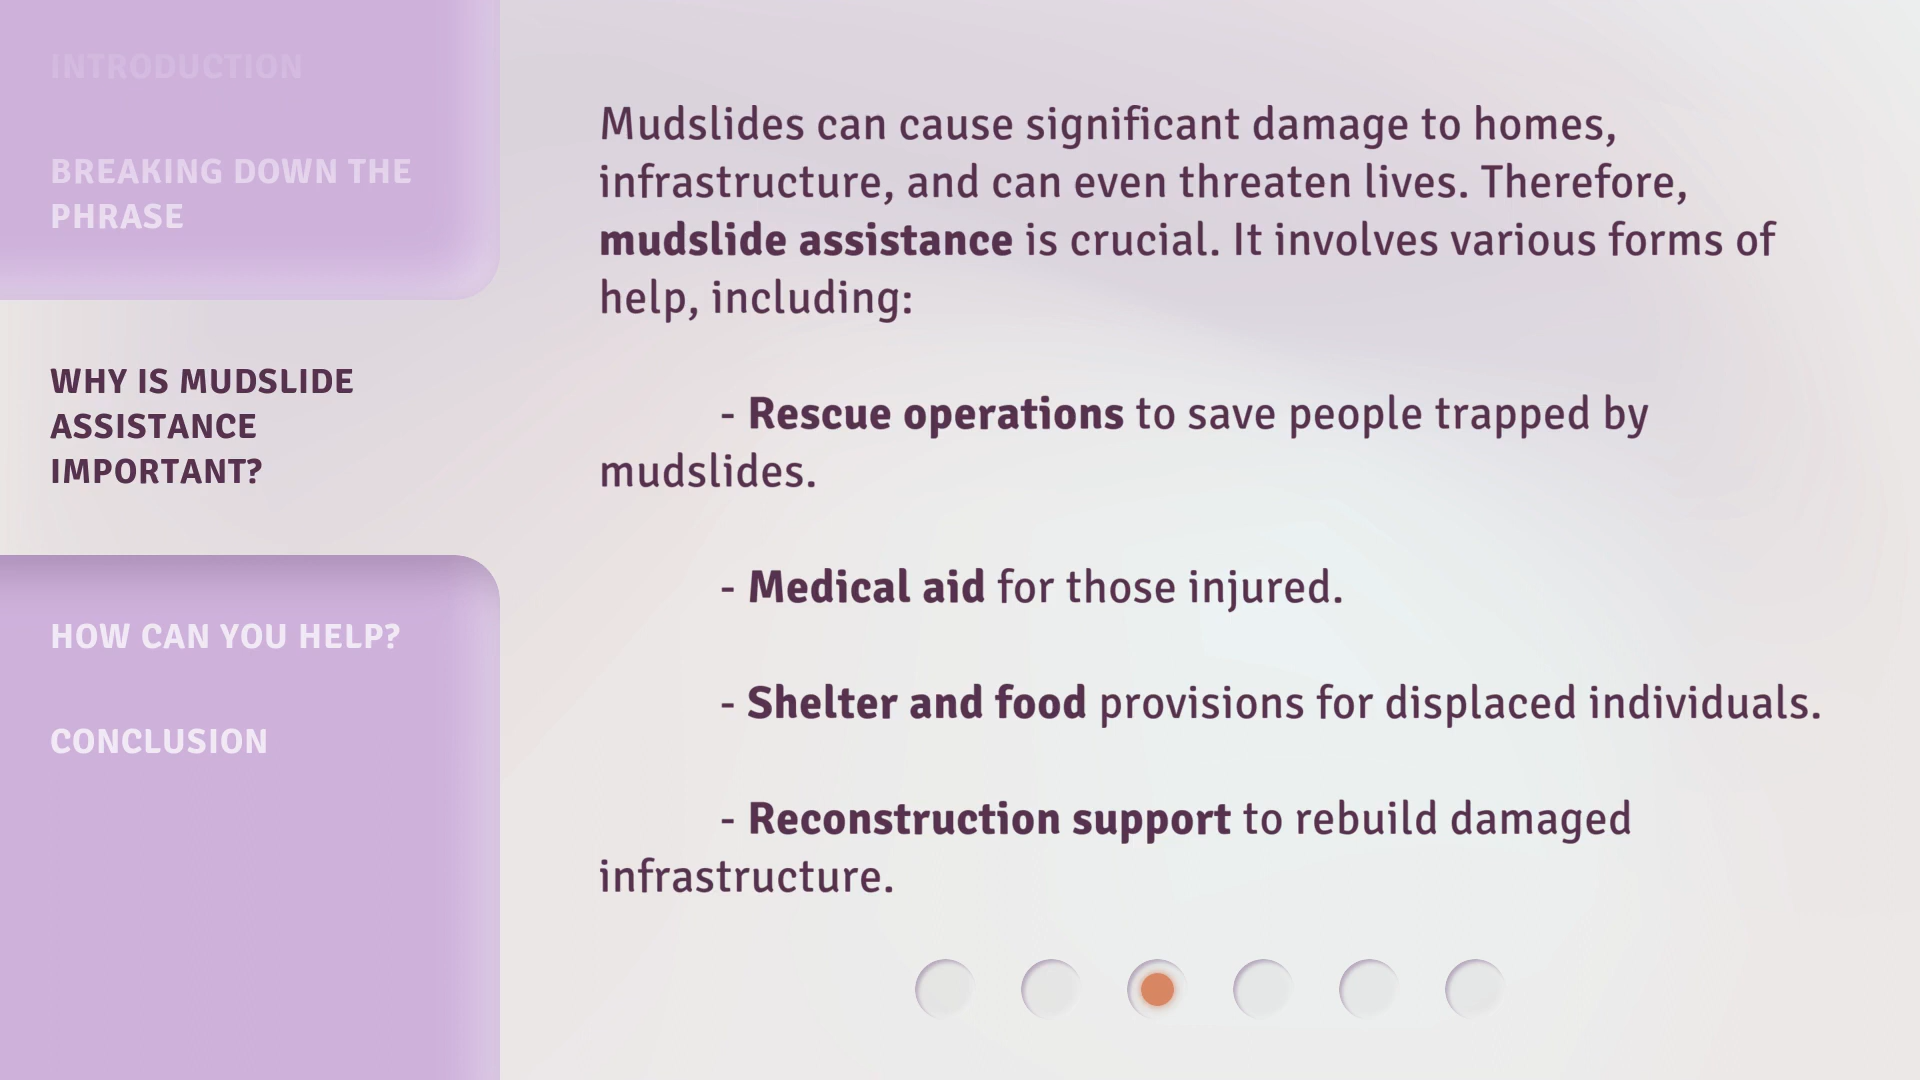 INTRODUCTION
BREAKING DOWN THE
PHRASE
WHY IS MUDSLIDE
ASSISTANCE
IMPORTANT?
HOW CAN YOU HELP?
CONCLUSION
Mudslides can cause significant damage to homes,
infrastructure, and can even threaten lives. Therefore,
mudslide assistance is crucial. It involves various forms of
help, including:
- Rescue operations to save people trapped by
mudslides.
- Medical aid for those injured.
- Shelter and food provisions for displaced individuals.
- Reconstruction support to rebuild damaged
infrastructure.